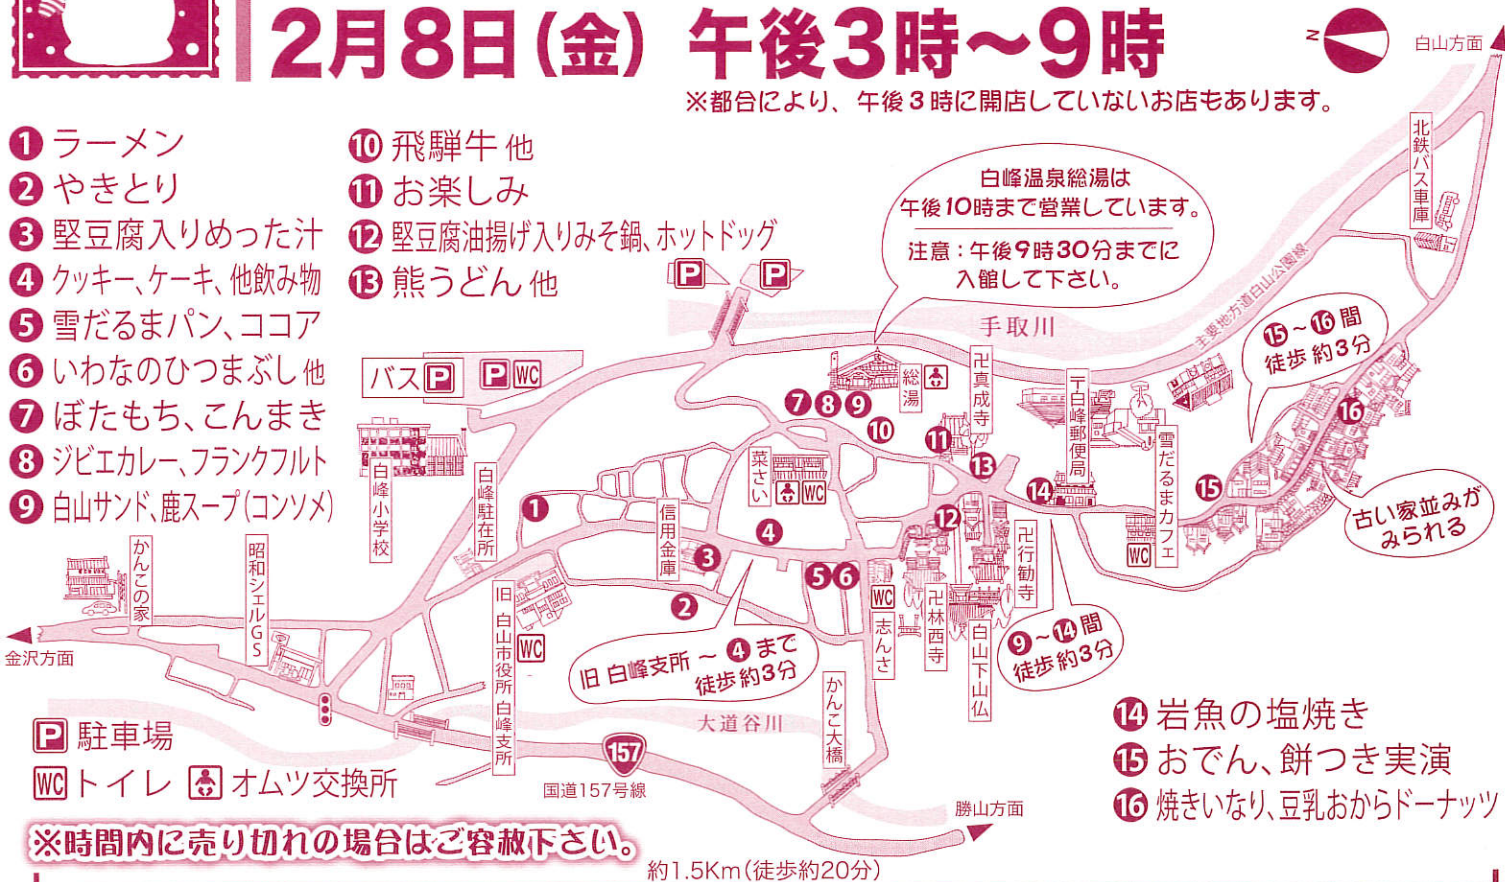 2月8日(金) 午後3時〜9時
※都合により、午後3時に開店していないお店もあります。
N
白山方面
❶ ラーメン
❷ やきとり
❸ 堅豆腐入りめった汁
❹ クッキー、ケーキ、他飲み物
❺ 雪だるまパン、ココア
❻ いわなのひつまぶし 他
❼ ぼたもち、こんまき
❽ ジビエカレー、フランクフルト
❾ 白山サンド、鹿スープ(コンソメ)
❿ 飛騨牛 他
⓫ お楽しみ
⓬ 堅豆腐油揚げ入りみそ鍋、ホットドッグ
⓭ 熊うどん 他
白峰温泉総湯は
午後10時まで営業しています。
注意:午後9時30分までに
入館して下さい。
北鉄バス車庫
主要地方道白山公園線
手取川
P
P
バスP
P WC
⓯〜⓰ 間
徒歩 約3分
総湯
卍真成寺
〒白峰郵便局
雪だるまカフェ
WC
❼ ❽ ❾
❿
⓫
⓭
⓮
⓯
⓰
古い家並みが
みられる
白峰小学校
白峰駐在所
❶
信用金庫
菜さい
WC
❸
❹
❺ ❻
⓬
❷
WC
志んさ
卍林西寺
白山下山仏
卍行勧寺
❾〜⓮ 間
徒歩 約3分
かんこの家
昭和シェルGS
金沢方面
旧 白山市役所 白峰支所
WC
旧 白峰支所 〜 ❹ まで
徒歩 約3分
大道谷川
かんこ大橋
157
国道157号線
勝山方面
P 駐車場
WC トイレ オムツ交換所
⓮ 岩魚の塩焼き
⓯ おでん、餅つき実演
⓰ 焼きいなり、豆乳おからドーナッツ
※時間内に売り切れの場合はご容赦下さい。
約1.5Km(徒歩約20分)